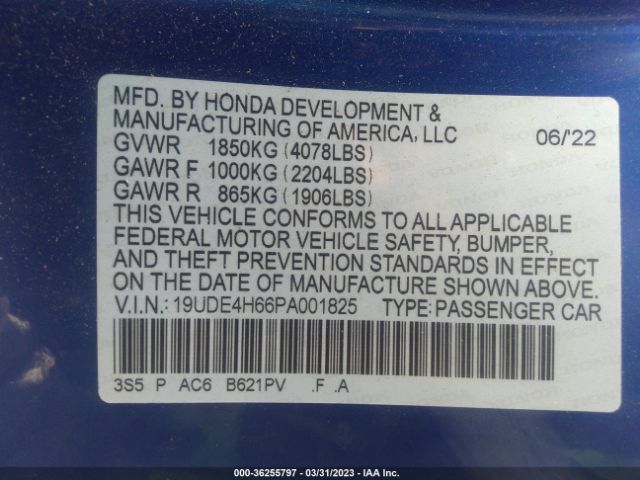 MFD. BY HONDA DEVELOPMENT &
MANUFACTURING OF AMERICA, LLC 06/'22
GVWR 1850KG (4078LBS)
GAWR F 1000KG (2204LBS)
GAWR R 865KG (1906LBS)
THIS VEHICLE CONFORMS TO ALL APPLICABLE
FEDERAL MOTOR VEHICLE SAFETY, BUMPER,
AND THEFT PREVENTION STANDARDS IN EFFECT
ON THE DATE OF MANUFACTURE SHOWN ABOVE.
V.I.N.: 19UDE4H66PA001825 TYPE: PASSENGER CAR
3S5 P AC6 B621PV .F .A
000-36255797 - 03/31/2023 - IAA Inc.